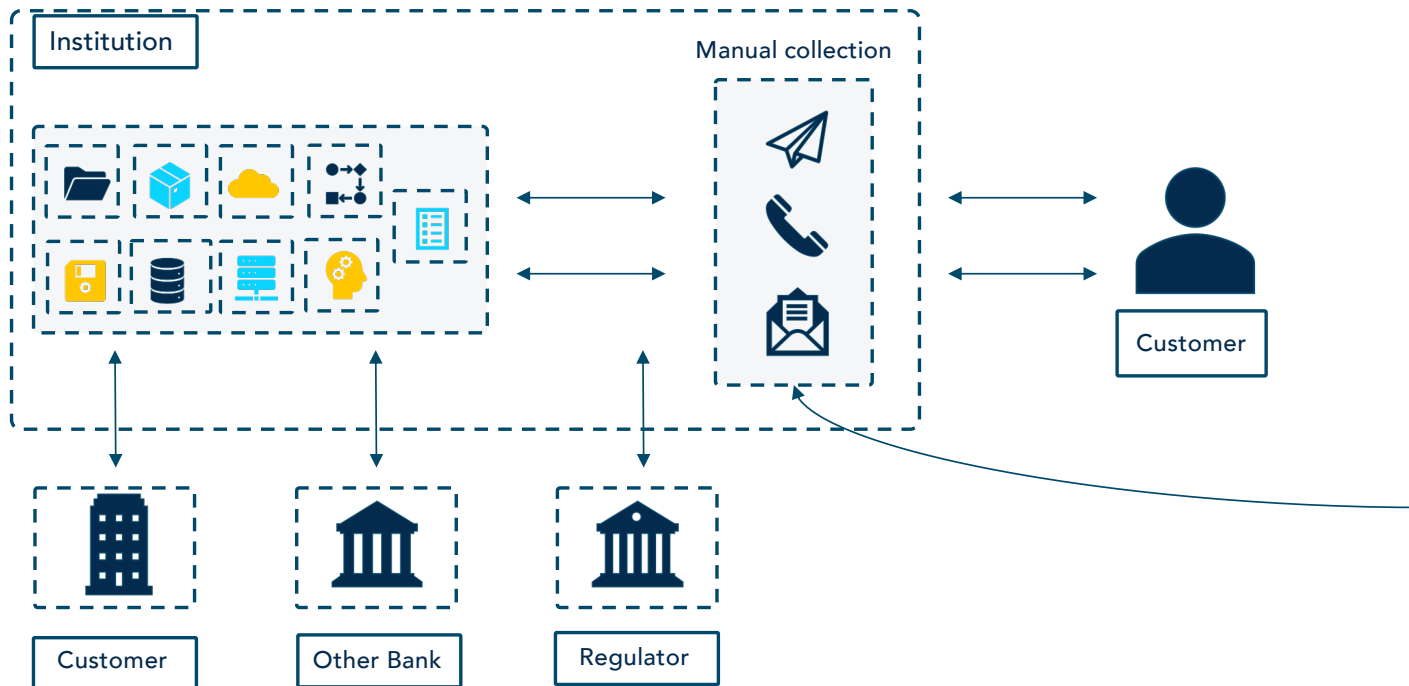 Institution
Manual collection
Customer
Customer
Other Bank
Regulator